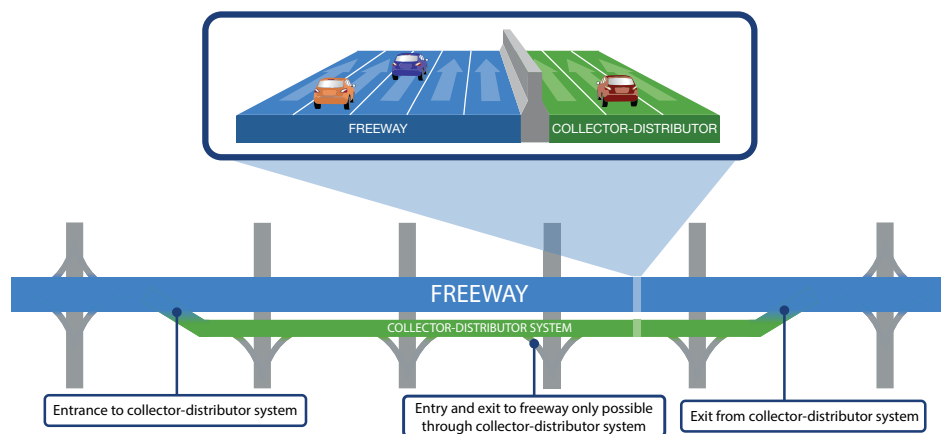 FREEWAY
COLLECTOR-DISTRIBUTOR
FREEWAY
COLLECTOR-DISTRIBUTOR SYSTEM
Entrance to collector-distributor system
Entry and exit to freeway only possible
through collector-distributor system
Exit from collector-distributor system